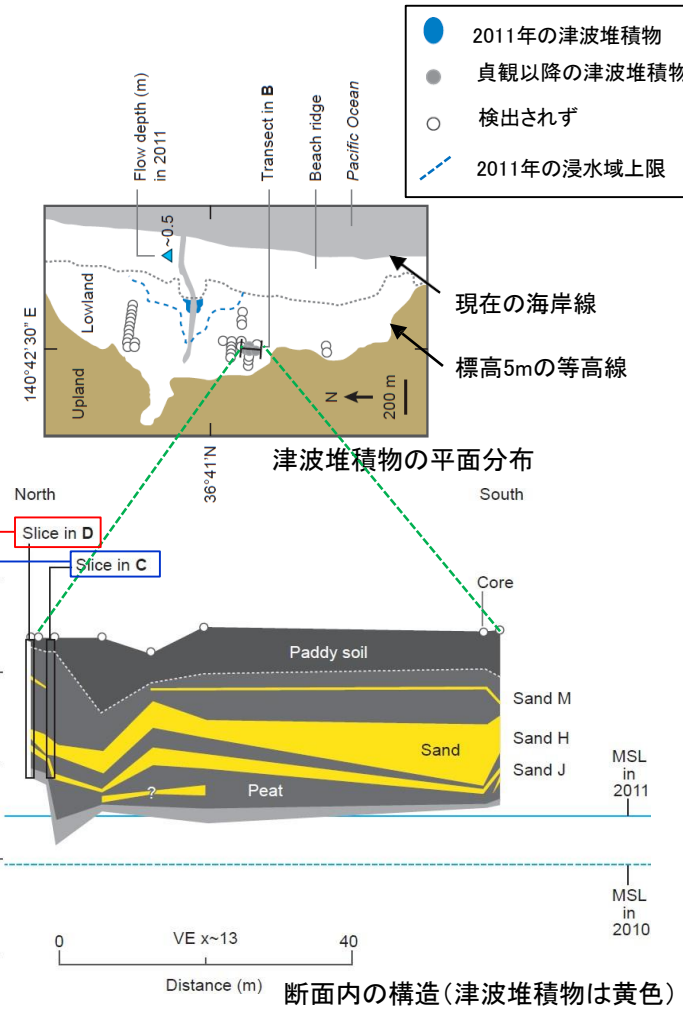 2011年の津波堆積物
貞観以降の津波堆積物
検出されず
2011年の浸水域上限
Flow depth (m)
in 2011
Transect in B
Beach ridge
Pacific Ocean
~0.5
Lowland
Upland
140°42'30" E
36°41'N
N
200 m
現在の海岸線
標高5mの等高線
津波堆積物の平面分布
North
South
Slice in D
Slice in C
Core
Paddy soil
Sand M
Sand H
Sand
Sand J
?
Peat
MSL
in
2011
MSL
in
2010
0
VE x~13
40
Distance (m)
断面内の構造(津波堆積物は黄色)